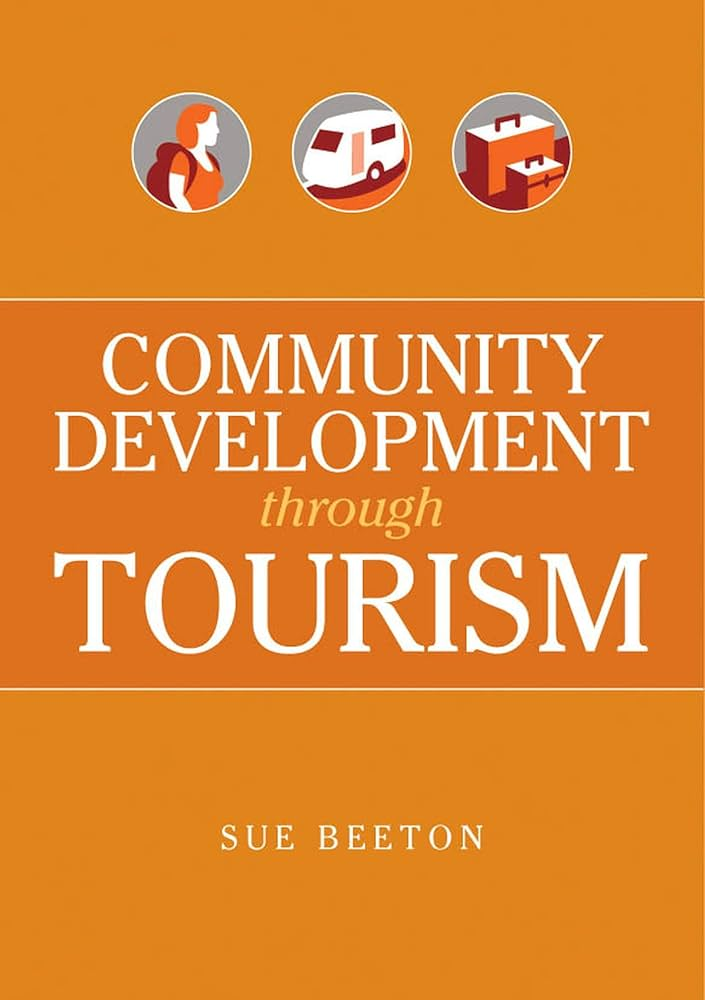 COMMUNITY
DEVELOPMENT
through
TOURISM
SUE BEETON